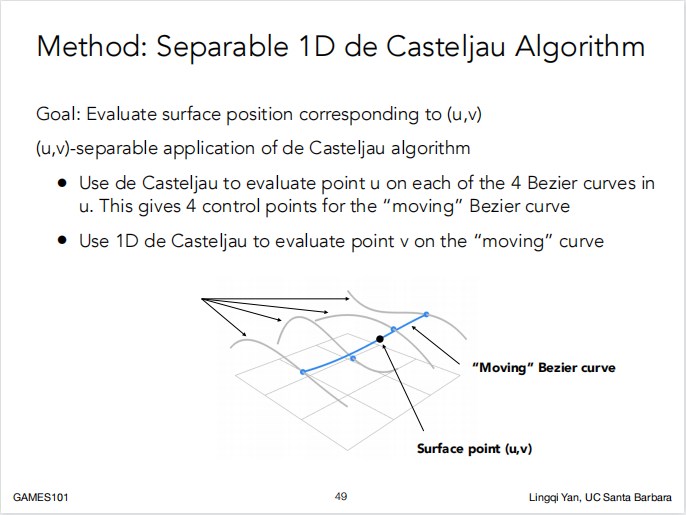 Method: Separable 1D de Casteljau Algorithm
Goal: Evaluate surface position corresponding to (u,v)
(u,v)-separable application of de Casteljau algorithm
• Use de Casteljau to evaluate point u on each of the 4 Bezier curves in
u. This gives 4 control points for the “moving” Bezier curve
• Use 1D de Casteljau to evaluate point v on the “moving” curve
“Moving” Bezier curve
Surface point (u,v)
GAMES101
49
Lingqi Yan, UC Santa Barbara